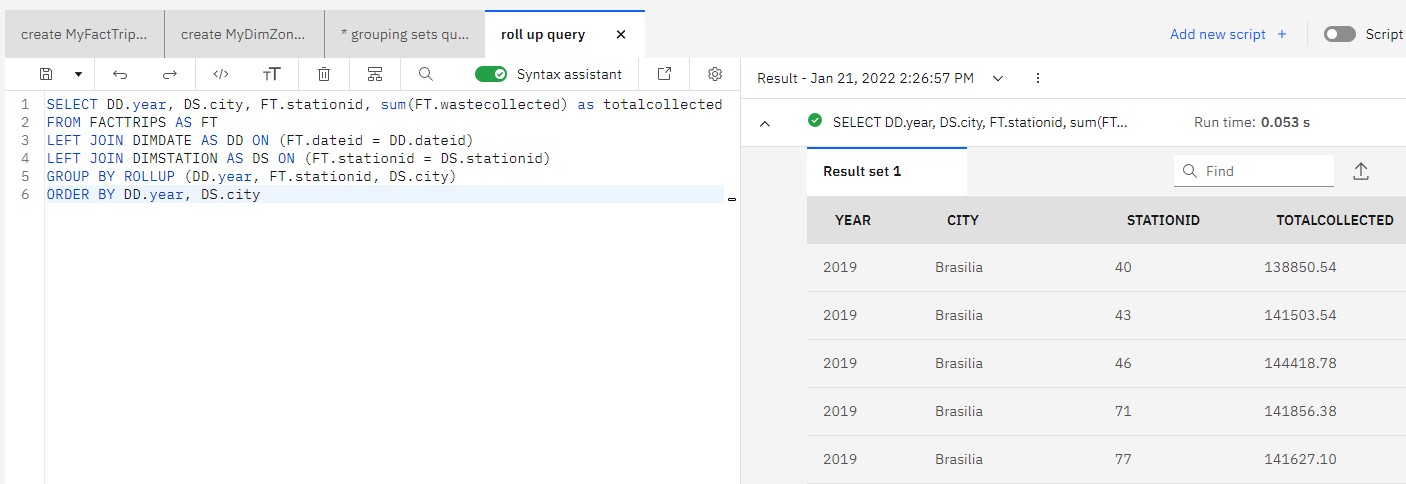 create MyFactTrip...
create MyDimZon...
* grouping sets qu...
roll up query
Add new script +
Script
Syntax assistant
Result - Jan 21, 2022 2:26:57 PM
1 SELECT DD.year, DS.city, FT.stationid, sum(FT.wastecollected) as totalcollected
2 FROM FACTTRIPS AS FT
3 LEFT JOIN DIMDATE AS DD ON (FT.dateid = DD.dateid)
4 LEFT JOIN DIMSTATION AS DS ON (FT.stationid = DS.stationid)
5 GROUP BY ROLLUP (DD.year, FT.stationid, DS.city)
6 ORDER BY DD.year, DS.city
SELECT DD.year, DS.city, FT.stationid, sum(FT...
Run time: 0.053 s
Result set 1
Find
YEAR CITY STATIONID TOTALCOLLECTED
2019 Brasilia 40 138850.54
2019 Brasilia 43 141503.54
2019 Brasilia 46 144418.78
2019 Brasilia 71 141856.38
2019 Brasilia 77 141627.10